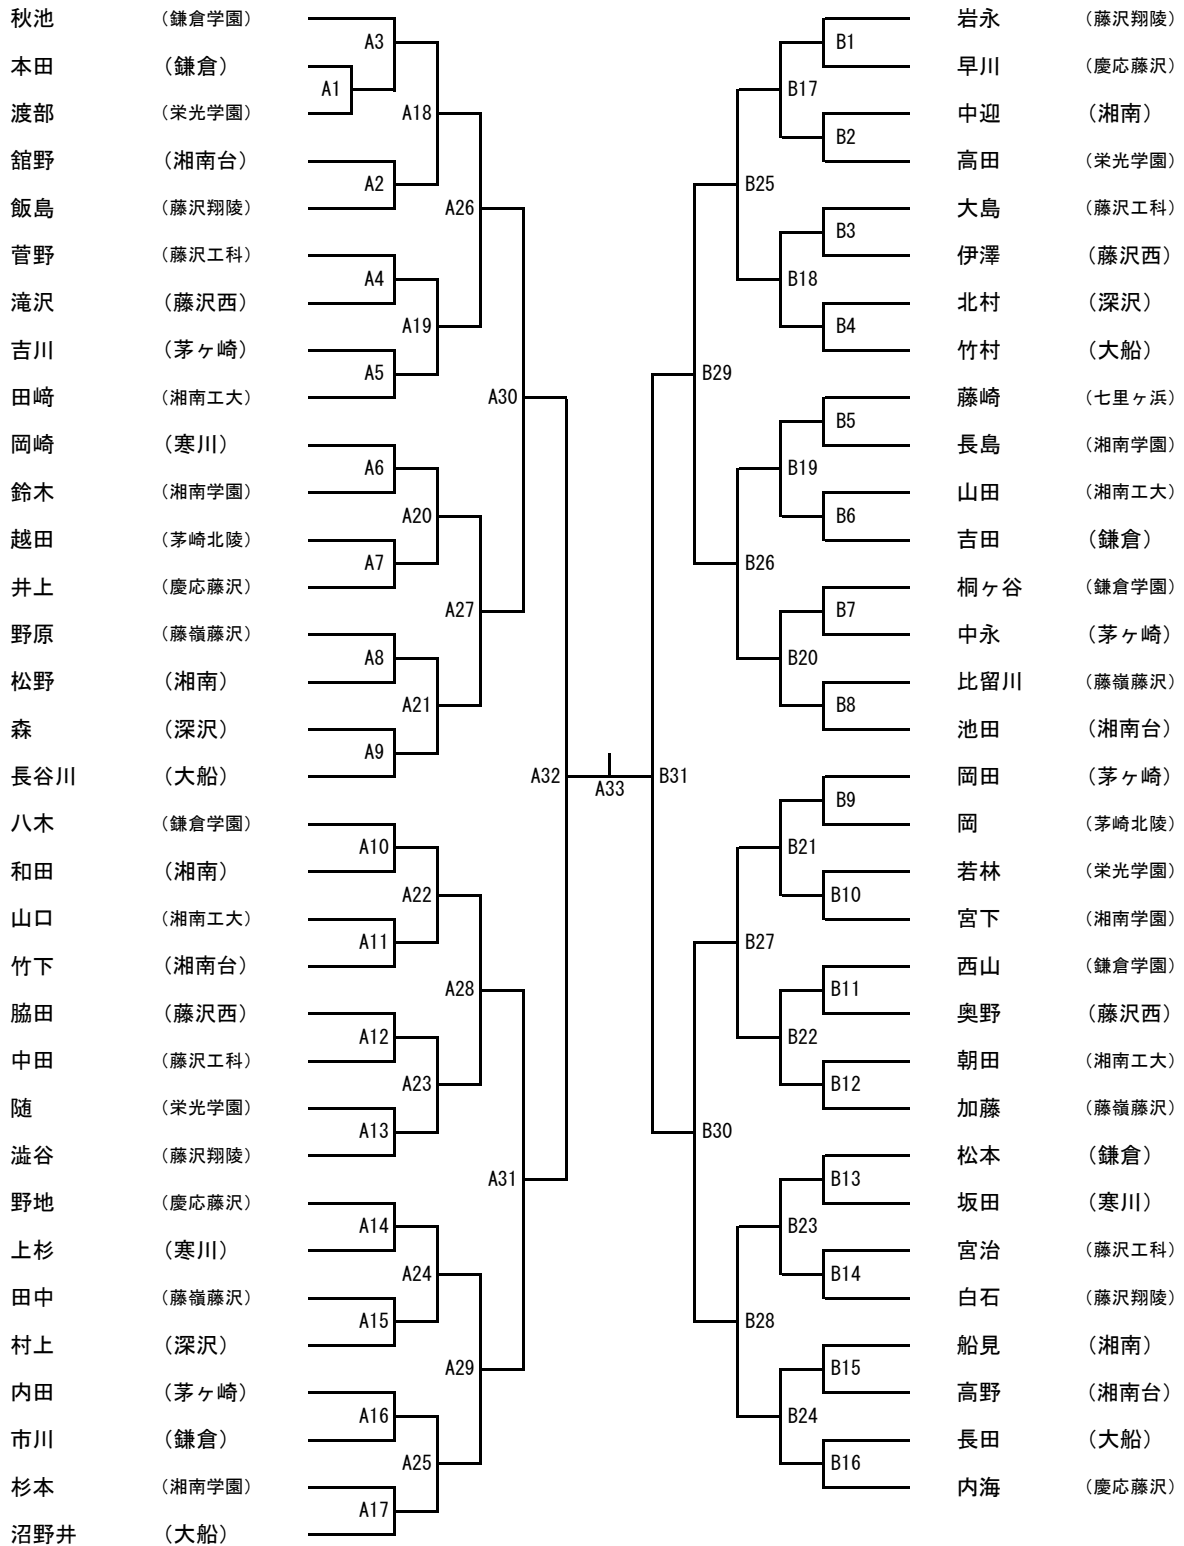 秋池 （鎌倉学園）
本田 （鎌倉）
渡部 （栄光学園）
舘野 （湘南台）
飯島 （藤沢翔陵）
菅野 （藤沢工科）
滝沢 （藤沢西）
吉川 （茅ヶ崎）
田﨑 （湘南工大）
岡崎 （寒川）
鈴木 （湘南学園）
越田 （茅崎北陵）
井上 （慶応藤沢）
野原 （藤嶺藤沢）
松野 （湘南）
森 （深沢）
長谷川 （大船）
八木 （鎌倉学園）
和田 （湘南）
山口 （湘南工大）
竹下 （湘南台）
脇田 （藤沢西）
中田 （藤沢工科）
随 （栄光学園）
澁谷 （藤沢翔陵）
野地 （慶応藤沢）
上杉 （寒川）
田中 （藤嶺藤沢）
村上 （深沢）
内田 （茅ヶ崎）
市川 （鎌倉）
杉本 （湘南学園）
沼野井 （大船）
A1
A3
A2
A4
A5
A6
A7
A8
A9
A10
A11
A12
A13
A14
A15
A16
A17
A18
A19
A20
A21
A22
A23
A24
A25
A26
A27
A28
A29
A30
A31
A32
A33
B31
B29
B30
B25
B26
B27
B28
B17
B18
B19
B20
B21
B22
B23
B24
B1
B2
B3
B4
B5
B6
B7
B8
B9
B10
B11
B12
B13
B14
B15
B16
岩永 （藤沢翔陵）
早川 （慶応藤沢）
中迎 （湘南）
高田 （栄光学園）
大島 （藤沢工科）
伊澤 （藤沢西）
北村 （深沢）
竹村 （大船）
藤崎 （七里ヶ浜）
長島 （湘南学園）
山田 （湘南工大）
吉田 （鎌倉）
桐ヶ谷 （鎌倉学園）
中永 （茅ヶ崎）
比留川 （藤嶺藤沢）
池田 （湘南台）
岡田 （茅ヶ崎）
岡 （茅崎北陵）
若林 （栄光学園）
宮下 （湘南学園）
西山 （鎌倉学園）
奥野 （藤沢西）
朝田 （湘南工大）
加藤 （藤嶺藤沢）
松本 （鎌倉）
坂田 （寒川）
宮治 （藤沢工科）
白石 （藤沢翔陵）
船見 （湘南）
高野 （湘南台）
長田 （大船）
内海 （慶応藤沢）